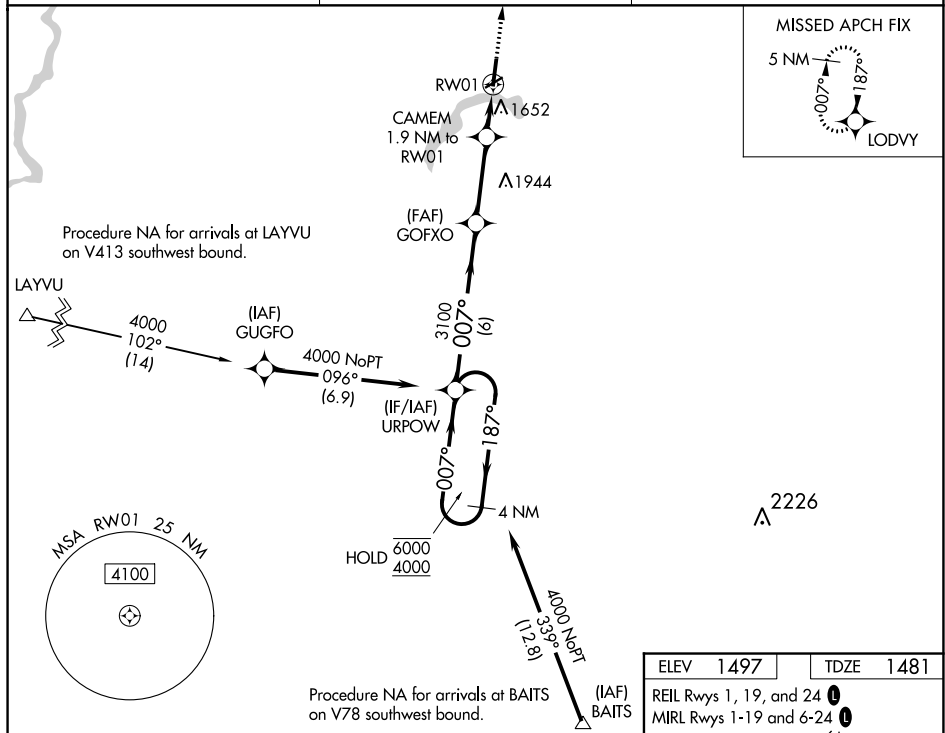 MISSED APCH FIX
5 NM
007°
187°
LODVY
RW01
1652
CAMEM
1.9 NM to
RW01
1944
(FAF)
GOFXO
Procedure NA for arrivals at LAYVU
on V413 southwest bound.
LAYVU
4000
102°
(14)
(IAF)
GUGFO
4000 NoPT
096°
(6.9)
3100
007°
(6)
(IF/IAF)
URPOW
007°
187°
4 NM
HOLD 6000
4000
2226
MSA RW01 25 NM
4100
4000 NoPT
339°
(12.8)
(IAF)
BAITS
Procedure NA for arrivals at BAITS
on V78 southwest bound.
ELEV 1497 TDZE 1481
REIL Rwys 1, 19, and 24 L
MIRL Rwys 1-19 and 6-24 L